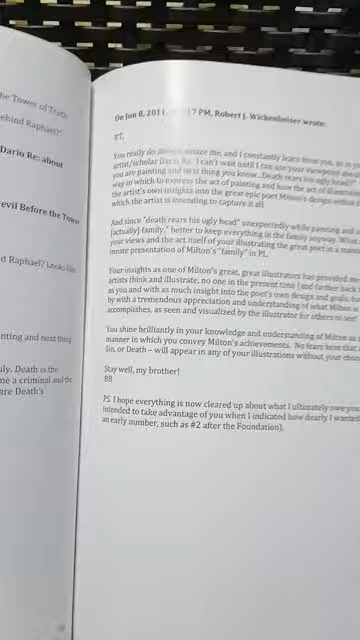 he Tower of Truth
ehind Raphael?"
Dario Re: about
evil Before the Tower
d Raphael? Looks like
nting and next thing
uly. Death is the
me a criminal and the
are Death's
On Jun 8, 2011, 7 PM, Robert J. Wickenheiser wrote:
RT,
You really do always amaze me, and I constantly learn from you, as
artist/scholar Dario Re. I can't wait until I can use your viewpoint about
you are painting and next thing you know...Death rears his ugly head!"
way in which to express the act of painting and how the act of
the artist's own insights into the great epic poet Milton's design
which the artist is intending to capture it all.
And since "death rears his ugly head" unexpectedly while painting and
[actually] family," better to keep everything in the family anyway. What
your views and the act itself of your illustrating the great poet in a
innate presentation of Milton's "family" in PL.
Your insights as one of Milton's great, great illustrators has provided me
artists think and illustrate, no one in the present time (and farther back
as you and with as much insight into the poet's own design and goals,
by with a tremendous appreciation and understanding of what Milton
accomplishes, as seen and visualized by the illustrator for others to see
You shine brilliantly in your knowledge and understanding of Milton
manner in which you convey Milton's achievements. No fears here that
Sin, or Death – will appear in any of your illustrations without your
Stay well, my brother!
BB
PS. I hope everything is now cleared up about what I ultimately owe you
intended to take advantage of you when I indicated how dearly I wanted
an early number, such as #2 after the Foundation).